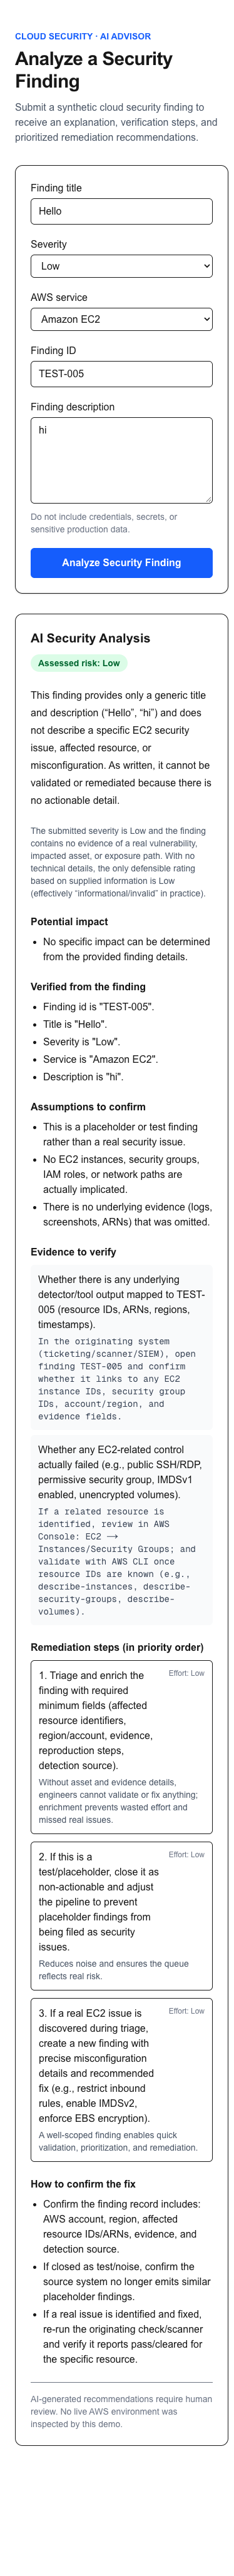 CLOUD SECURITY · AI ADVISOR
Analyze a Security
Finding
Submit a synthetic cloud security finding to
receive an explanation, verification steps, and
prioritized remediation recommendations.
Finding title
Hello
Severity
Low
AWS service
Amazon EC2
Finding ID
TEST-005
Finding description
hi
Do not include credentials, secrets, or
sensitive production data.
Analyze Security Finding
AI Security Analysis
Assessed risk: Low
This finding provides only a generic title
and description (“Hello”, “hi”) and does
not describe a specific EC2 security
issue, affected resource, or
misconfiguration. As written, it cannot be
validated or remediated because there is
no actionable detail.
The submitted severity is Low and the finding
contains no evidence of a real vulnerability,
impacted asset, or exposure path. With no
technical details, the only defensible rating
based on supplied information is Low
(effectively “informational/invalid” in practice).
Potential impact
• No specific impact can be determined
from the provided finding details.
Verified from the finding
• Finding id is "TEST-005".
• Title is "Hello".
• Severity is "Low".
• Service is "Amazon EC2".
• Description is "hi".
Assumptions to confirm
• This is a placeholder or test finding
rather than a real security issue.
• No EC2 instances, security groups,
IAM roles, or network paths are
actually implicated.
• There is no underlying evidence (logs,
screenshots, ARNs) that was omitted.
Evidence to verify
Whether there is any underlying
detector/tool output mapped to TEST-
005 (resource IDs, ARNs, regions,
timestamps).
In the originating system
(ticketing/scanner/SIEM), open
finding TEST-005 and confirm
whether it links to any EC2
instance IDs, security group
IDs, account/region, and
evidence fields.
Whether any EC2-related control
actually failed (e.g., public SSH/RDP,
permissive security group, IMDSv1
enabled, unencrypted volumes).
If a related resource is
identified, review in AWS
Console: EC2 →
Instances/Security Groups; and
validate with AWS CLI once
resource IDs are known (e.g.,
describe-instances, describe-
security-groups, describe-
volumes).
Remediation steps (in priority order)
1. Triage and enrich the
finding with required
minimum fields (affected
resource identifiers,
region/account, evidence,
reproduction steps,
detection source).
Effort: Low
Without asset and evidence details,
engineers cannot validate or fix anything;
enrichment prevents wasted effort and
missed real issues.
2. If this is a
test/placeholder, close it as
non-actionable and adjust
the pipeline to prevent
placeholder findings from
being filed as security
issues.
Effort: Low
Reduces noise and ensures the queue
reflects real risk.
3. If a real EC2 issue is
discovered during triage,
create a new finding with
precise misconfiguration
details and recommended
fix (e.g., restrict inbound
rules, enable IMDSv2,
enforce EBS encryption).
Effort: Low
A well-scoped finding enables quick
validation, prioritization, and remediation.
How to confirm the fix
• Confirm the finding record includes:
AWS account, region, affected
resource IDs/ARNs, evidence, and
detection source.
• If closed as test/noise, confirm the
source system no longer emits similar
placeholder findings.
• If a real issue is identified and fixed,
re-run the originating check/scanner
and verify it reports pass/cleared for
the specific resource.
AI-generated recommendations require human
review. No live AWS environment was
inspected by this demo.